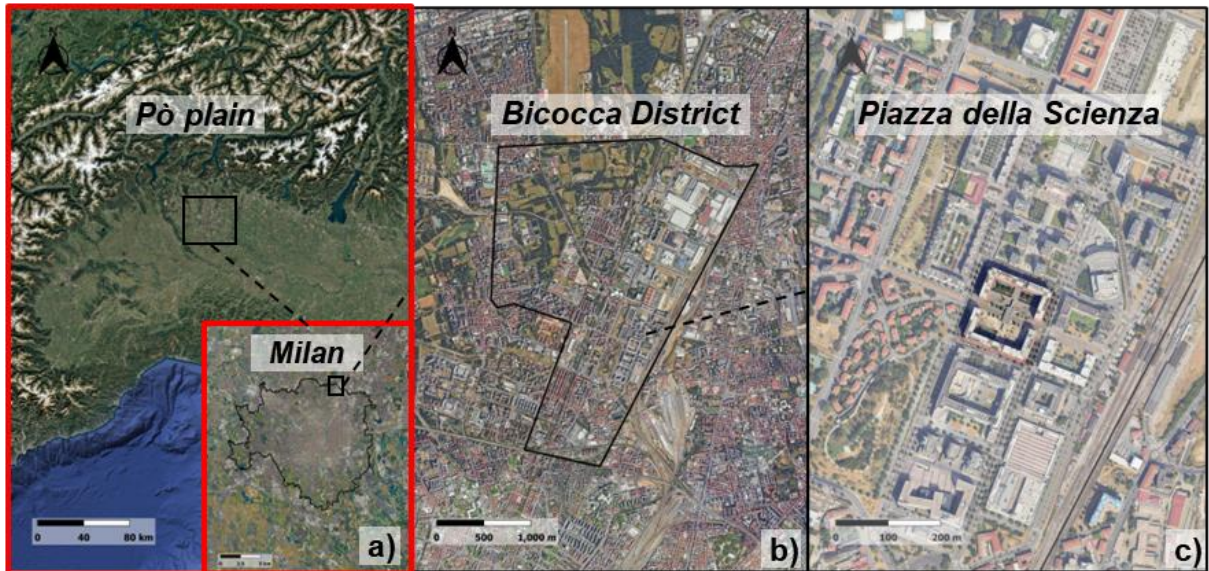 Pò plain
Milan
0 40 80 km
a)
Bicocca District
0 500 1,000 m
b)
Piazza della Scienza
0 100 200 m
c)